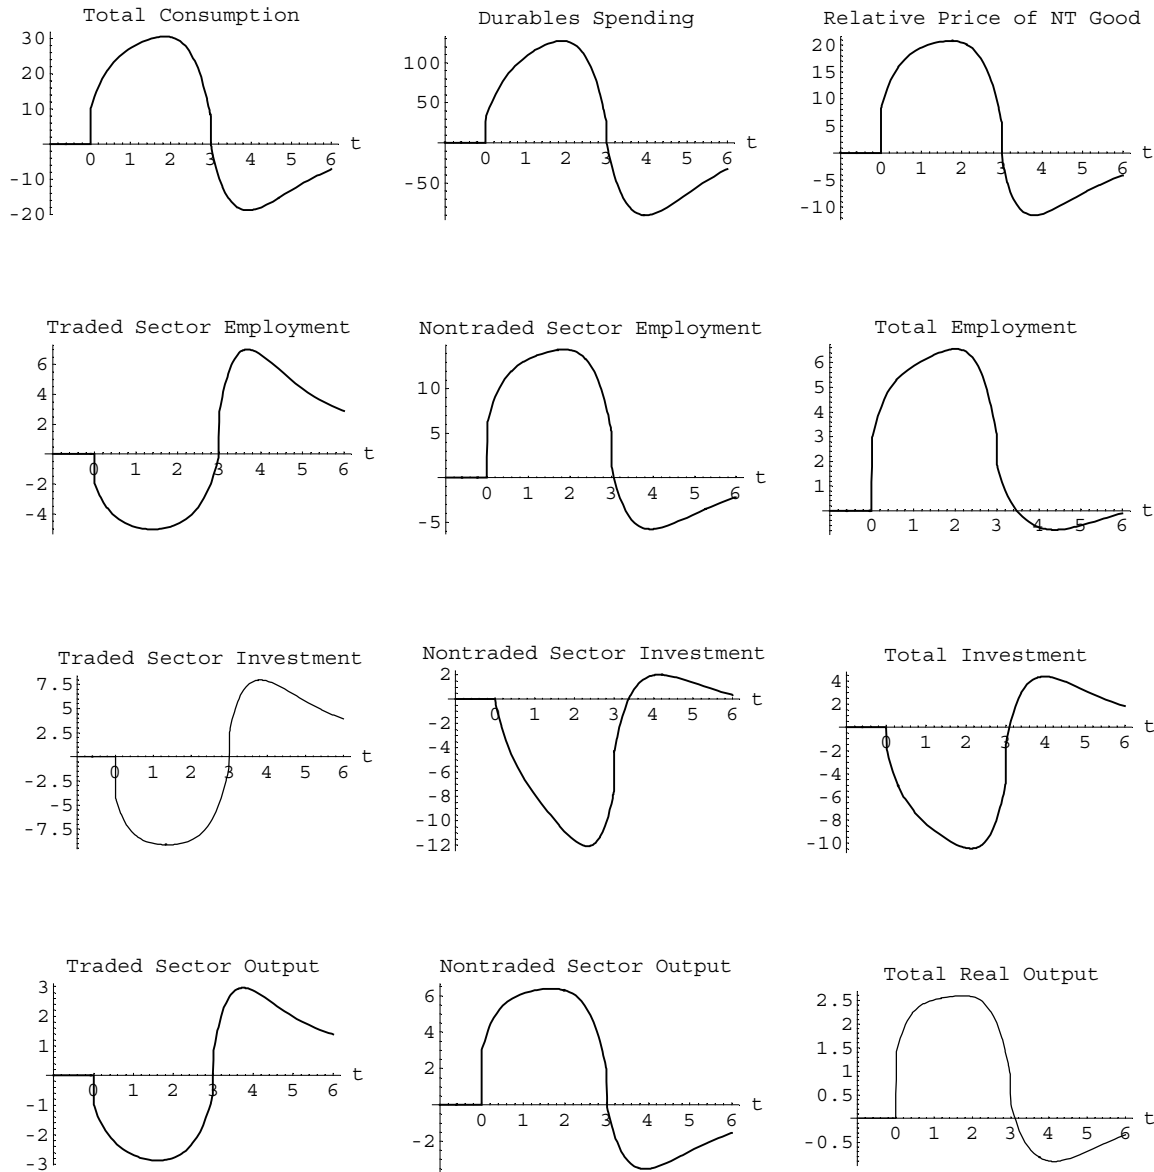 Total Consumption
30
20
10
-10
-20
0 1 2 3 4 5 6 t
Durables Spending
100
50
-50
0 1 2 3 4 5 6 t
Relative Price of NT Good
20
15
10
5
-5
-10
0 1 2 3 4 5 6 t
Traded Sector Employment
6
4
2
-2
-4
0 1 2 3 4 5 6 t
Nontraded Sector Employment
10
5
-5
0 1 2 3 4 5 6 t
Total Employment
6
5
4
3
2
1
0 1 2 3 4 5 6 t
Traded Sector Investment
7.5
5
2.5
-2.5
-5
-7.5
0 1 2 3 4 5 6 t
Nontraded Sector Investment
2
-2
-4
-6
-8
-10
-12
0 1 2 3 4 5 6 t
Total Investment
4
2
-2
-4
-6
-8
-10
0 1 2 3 4 5 6 t
Traded Sector Output
3
2
1
-1
-2
-3
0 1 2 3 4 5 6 t
Nontraded Sector Output
6
4
2
-2
0 1 2 3 4 5 6 t
Total Real Output
2.5
2
1.5
1
0.5
-0.5
0 1 2 3 4 5 6 t